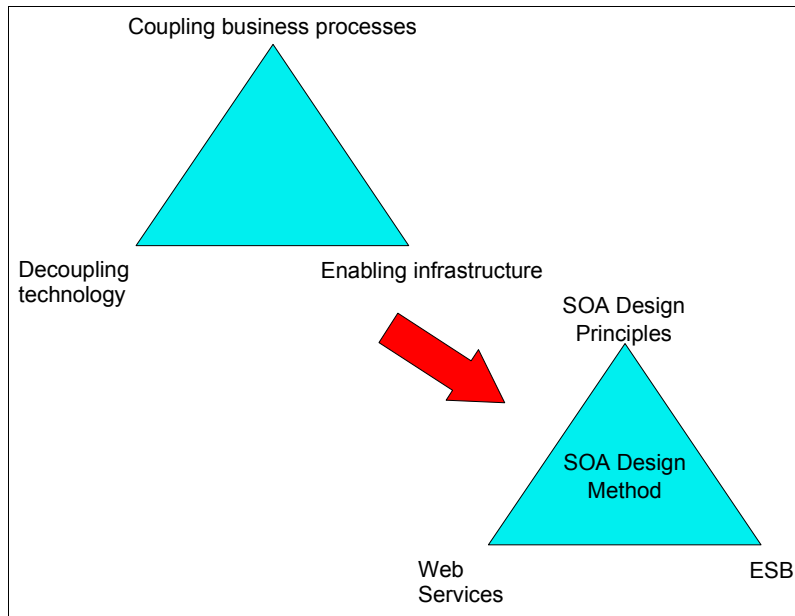 Coupling business processes
Decoupling
technology
Enabling infrastructure
SOA Design
Principles
SOA Design
Method
Web
Services
ESB